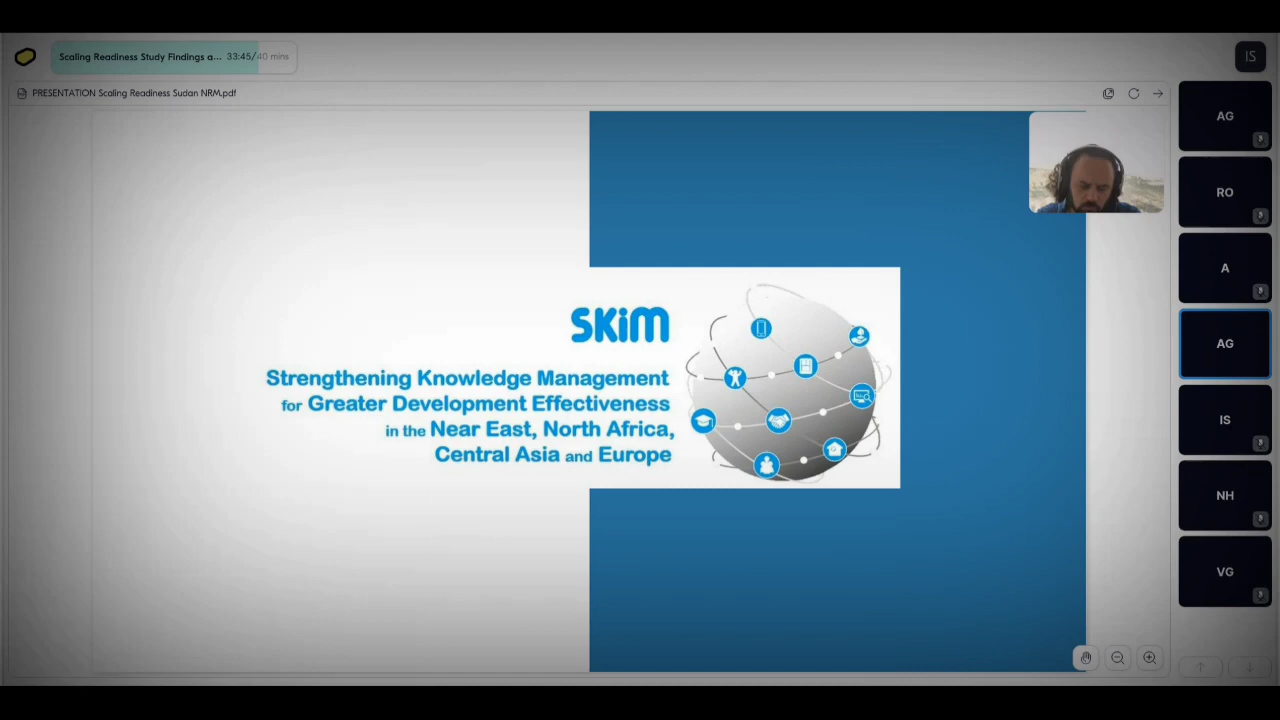 Scaling Readiness Study Findings a... 33:45/40 mins
IS
PRESENTATION Scaling Readiness Sudan NRM.pdf
AG
RO
A
AG
IS
NH
VG
SKiM
Strengthening Knowledge Management
for Greater Development Effectiveness
in the Near East, North Africa,
Central Asia and Europe